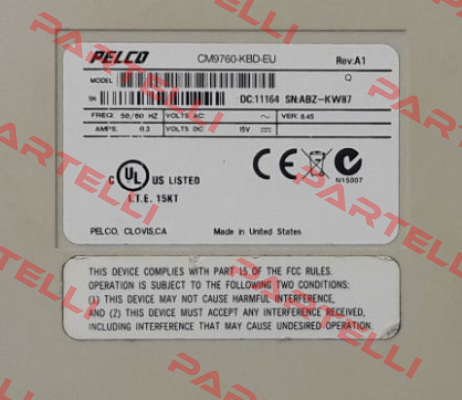 PELCO CM9760-KBD-EU Rev:A1
MODEL Q
SN DC:11164 SN:ABZ-KW87
FREQ: 50/60 HZ VOLTS AC: ~ VER: 8.45
AMPS: 0.3 VOLTS DC: 15V
C UL US LISTED
I.T.E. 15KT
CE
N15007
PELCO, CLOVIS,CA Made in United States
THIS DEVICE COMPLIES WITH PART 15 OF THE FCC RULES.
OPERATION IS SUBJECT TO THE FOLLOWING TWO CONDITIONS:
(1) THIS DEVICE MAY NOT CAUSE HARMFUL INTERFERENCE,
AND (2) THIS DEVICE MUST ACCEPT ANY INTERFERENCE RECEIVED,
INCLUDING INTERFERENCE THAT MAY CAUSE UNDESIRED OPERATION.
PARTELLI